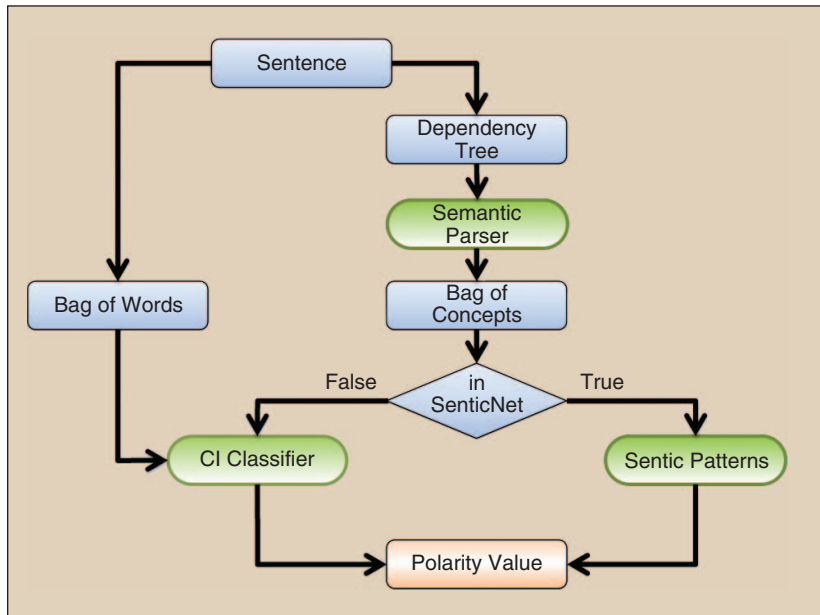 Sentence
Dependency
Tree
Semantic
Parser
Bag of Words
Bag of
Concepts
False
in
SenticNet
True
CI Classifier
Sentic Patterns
Polarity Value